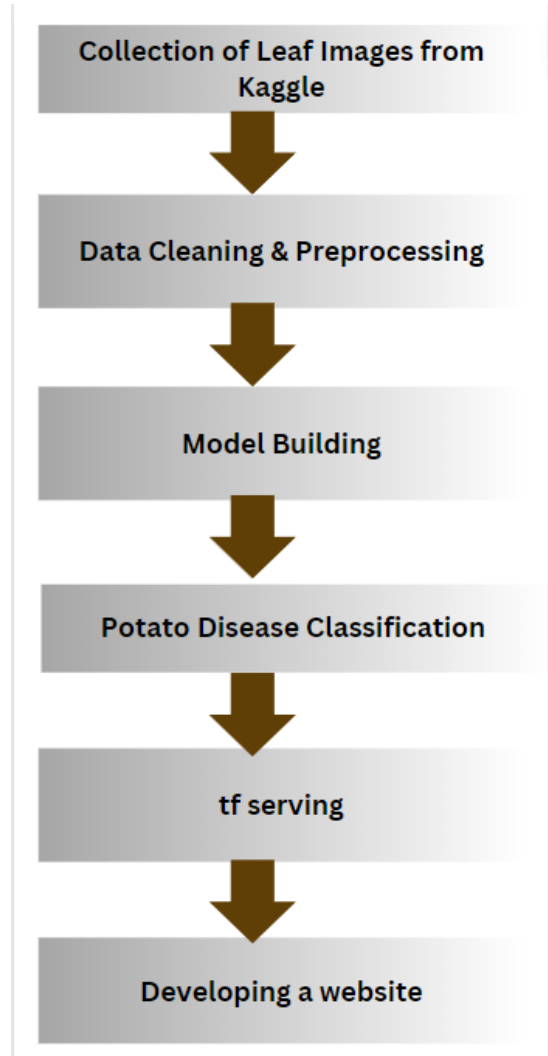 Collection of Leaf Images from
Kaggle
Data Cleaning & Preprocessing
Model Building
Potato Disease Classification
tf serving
Developing a website